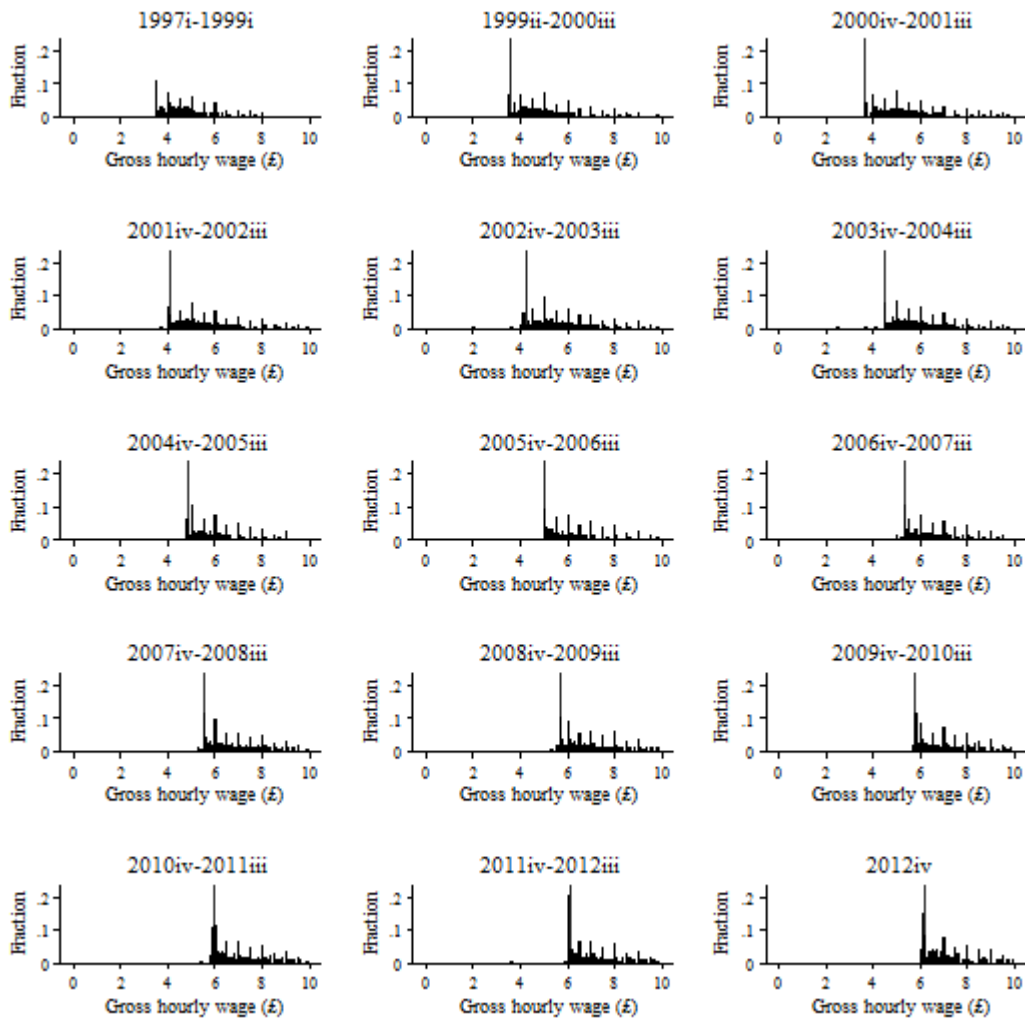 1997i-1999i
1999ii-2000iii
2000iv-2001iii
Fraction
.2
.1
0
0 2 4 6 8 10
Gross hourly wage (£)
Fraction
.2
.1
0
0 2 4 6 8 10
Gross hourly wage (£)
Fraction
.2
.1
0
0 2 4 6 8 10
Gross hourly wage (£)
2001iv-2002iii
2002iv-2003iii
2003iv-2004iii
Fraction
.2
.1
0
0 2 4 6 8 10
Gross hourly wage (£)
Fraction
.2
.1
0
0 2 4 6 8 10
Gross hourly wage (£)
Fraction
.2
.1
0
0 2 4 6 8 10
Gross hourly wage (£)
2004iv-2005iii
2005iv-2006iii
2006iv-2007iii
Fraction
.2
.1
0
0 2 4 6 8 10
Gross hourly wage (£)
Fraction
.2
.1
0
0 2 4 6 8 10
Gross hourly wage (£)
Fraction
.2
.1
0
0 2 4 6 8 10
Gross hourly wage (£)
2007iv-2008iii
2008iv-2009iii
2009iv-2010iii
Fraction
.2
.1
0
0 2 4 6 8 10
Gross hourly wage (£)
Fraction
.2
.1
0
0 2 4 6 8 10
Gross hourly wage (£)
Fraction
.2
.1
0
0 2 4 6 8 10
Gross hourly wage (£)
2010iv-2011iii
2011iv-2012iii
2012iv
Fraction
.2
.1
0
0 2 4 6 8 10
Gross hourly wage (£)
Fraction
.2
.1
0
0 2 4 6 8 10
Gross hourly wage (£)
Fraction
.2
.1
0
0 2 4 6 8 10
Gross hourly wage (£)